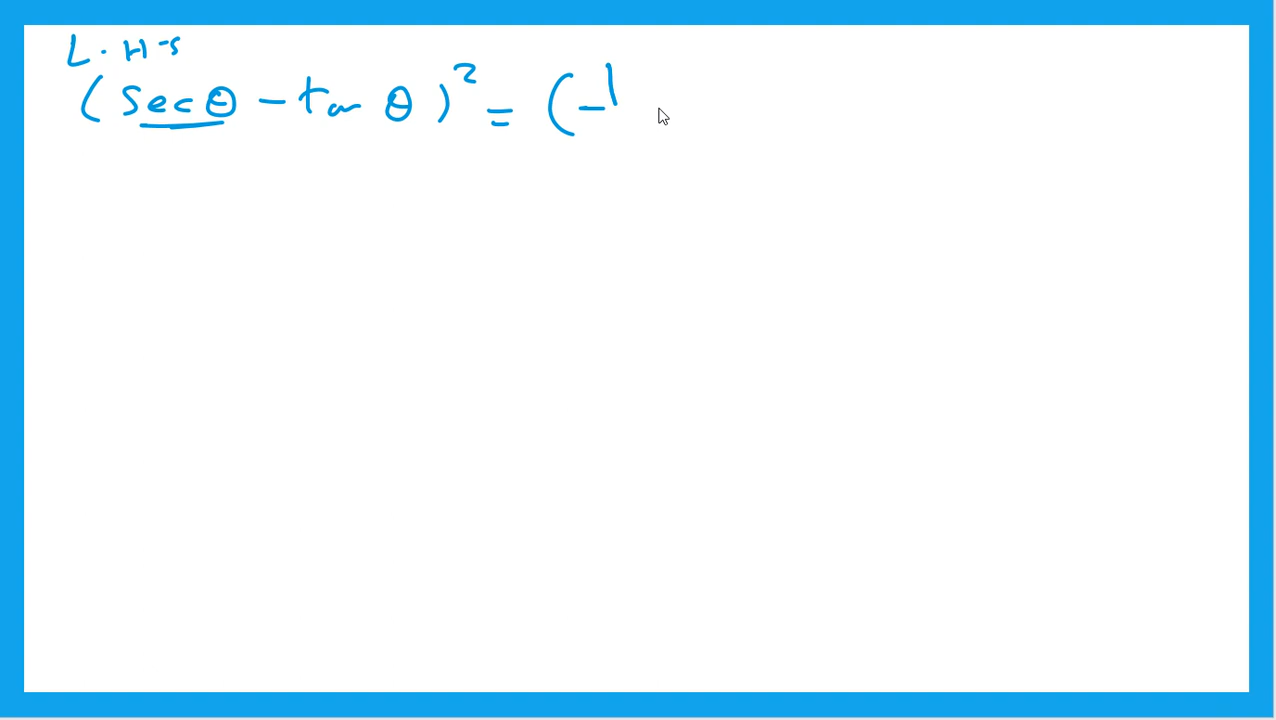 L.H-S
(secθ - tan θ)² = (1